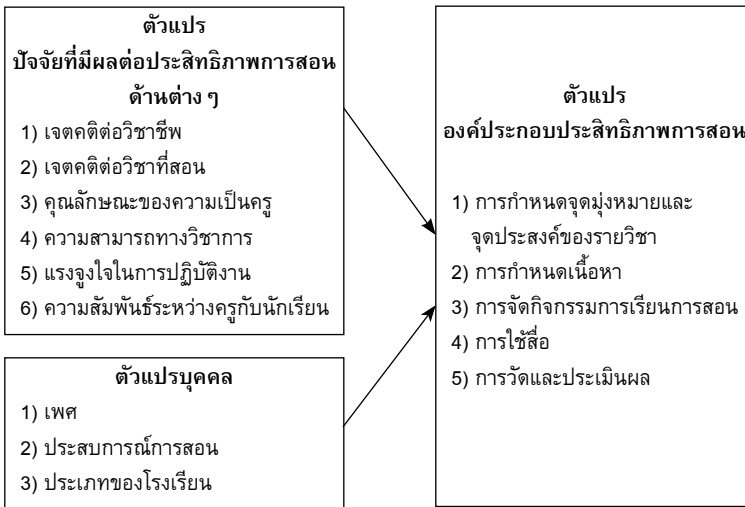 ตัวแปร
ปัจจัยที่มีผลต่อประสิทธิภาพการสอน
ด้านต่าง ๆ
1) เจตคติต่อวิชาชีพ
2) เจตคติต่อวิชาที่สอน
3) คุณลักษณะของความเป็นครู
4) ความสามารถทางวิชาการ
5) แรงจูงใจในการปฏิบัติงาน
6) ความสัมพันธ์ระหว่างครูกับนักเรียน
ตัวแปรบุคคล
1) เพศ
2) ประสบการณ์การสอน
3) ประเภทของโรงเรียน
ตัวแปร
องค์ประกอบประสิทธิภาพการสอน
1) การกำหนดจุดมุ่งหมายและ
จุดประสงค์ของรายวิชา
2) การกำหนดเนื้อหา
3) การจัดกิจกรรมการเรียนการสอน
4) การใช้สื่อ
5) การวัดและประเมินผล